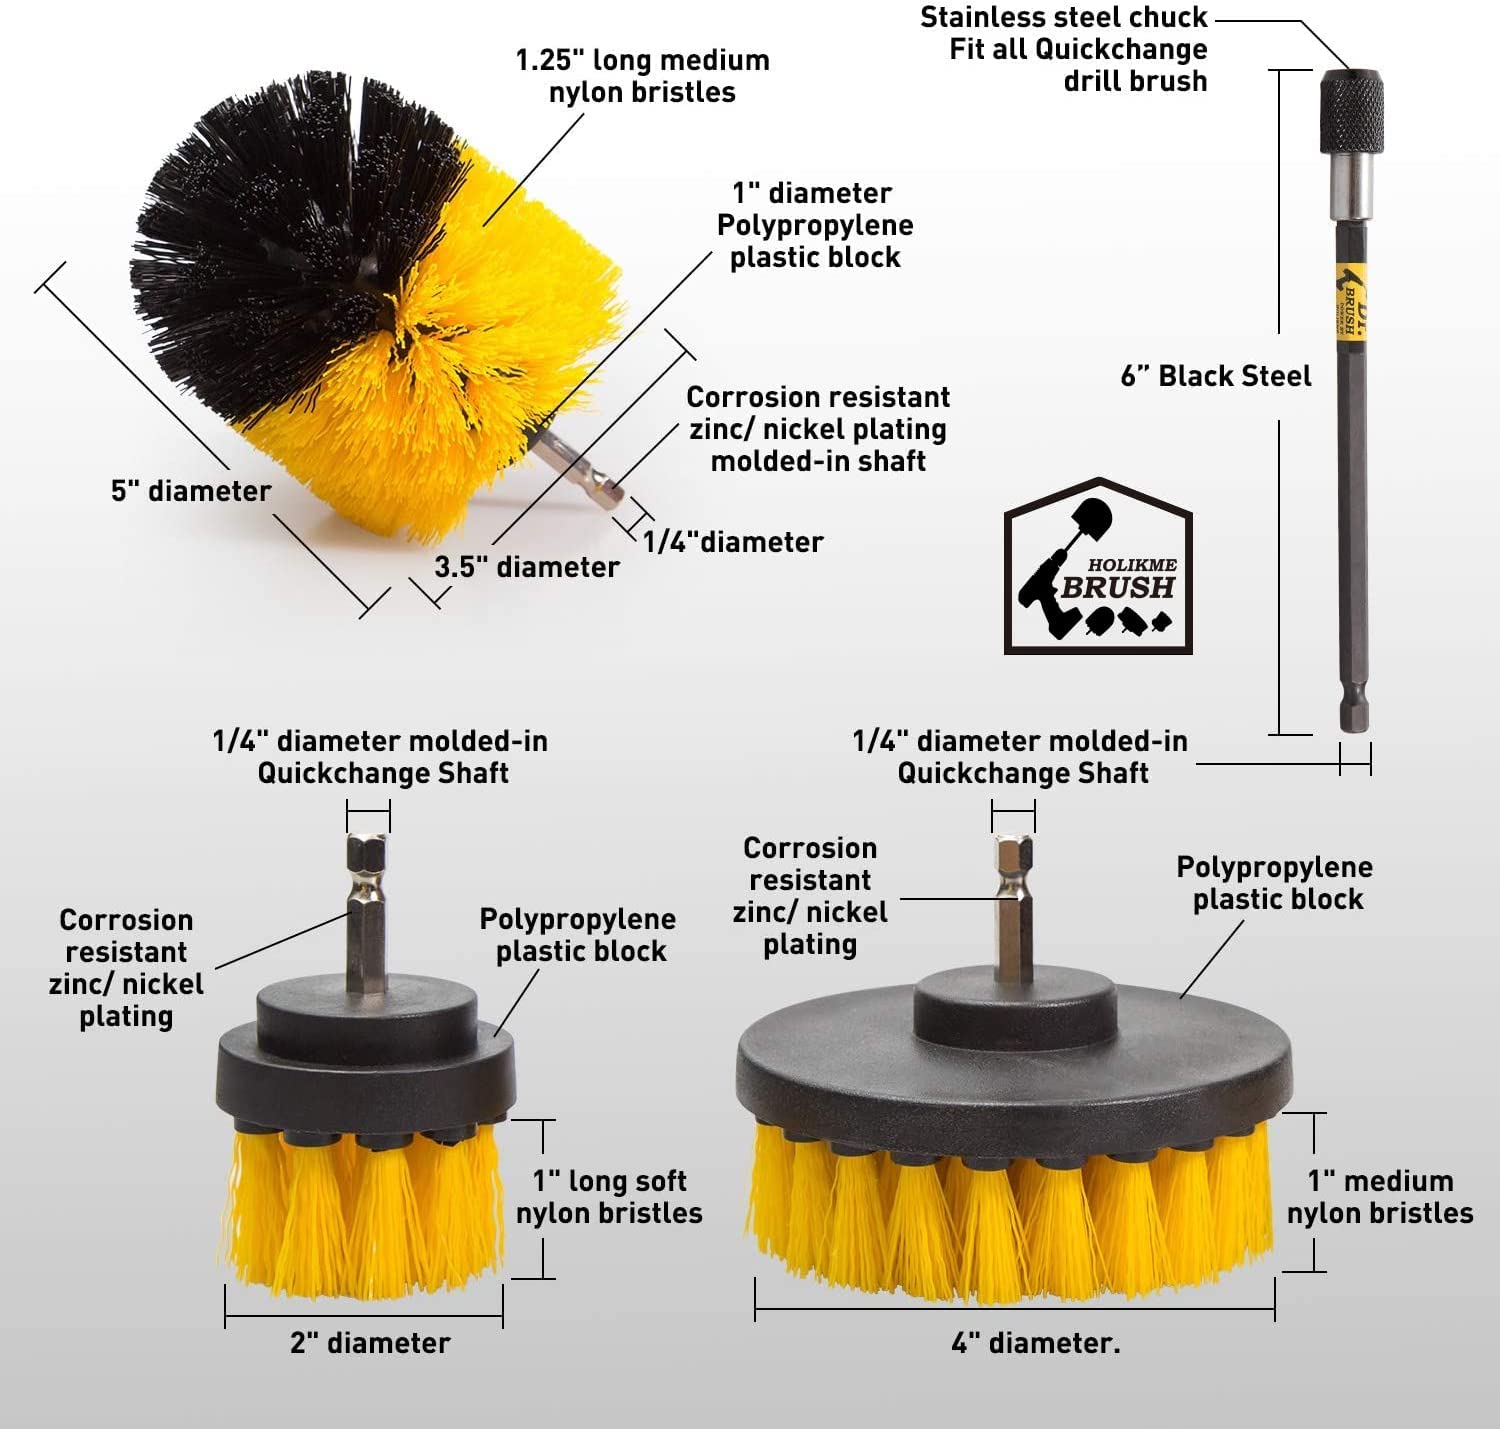 Stainless steel chuck
Fit all Quickchange
drill brush
1.25" long medium
nylon bristles
1" diameter
Polypropylene
plastic block
6” Black Steel
Corrosion resistant
zinc/ nickel plating
molded-in shaft
5" diameter
1/4"diameter
3.5" diameter
Dr.
BRUSH
HOLIKME
BRUSH
1/4" diameter molded-in
Quickchange Shaft
1/4" diameter molded-in
Quickchange Shaft
Corrosion
resistant
zinc/ nickel
plating
Polypropylene
plastic block
Corrosion
resistant
zinc/ nickel
plating
Polypropylene
plastic block
1" long soft
nylon bristles
1" medium
nylon bristles
2" diameter
4" diameter.